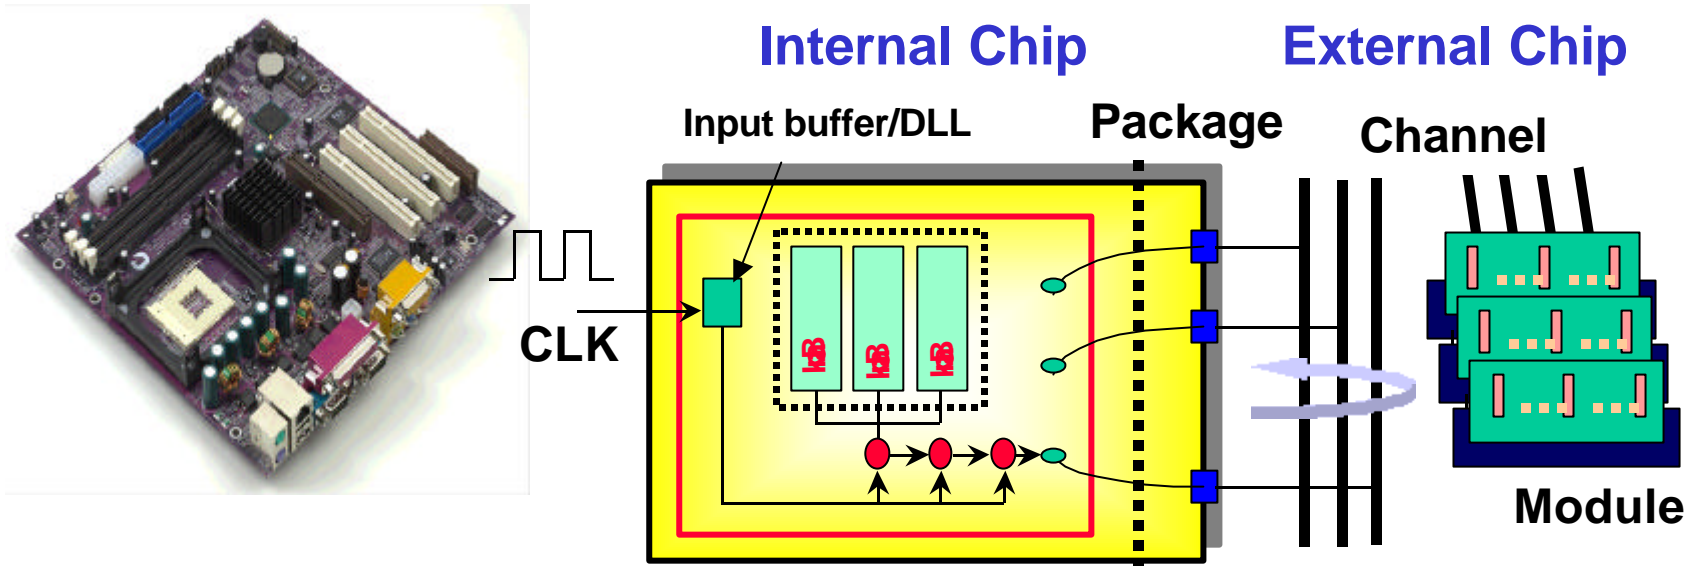 Internal Chip
External Chip
Input buffer/DLL
Package
Channel
CLK
Module